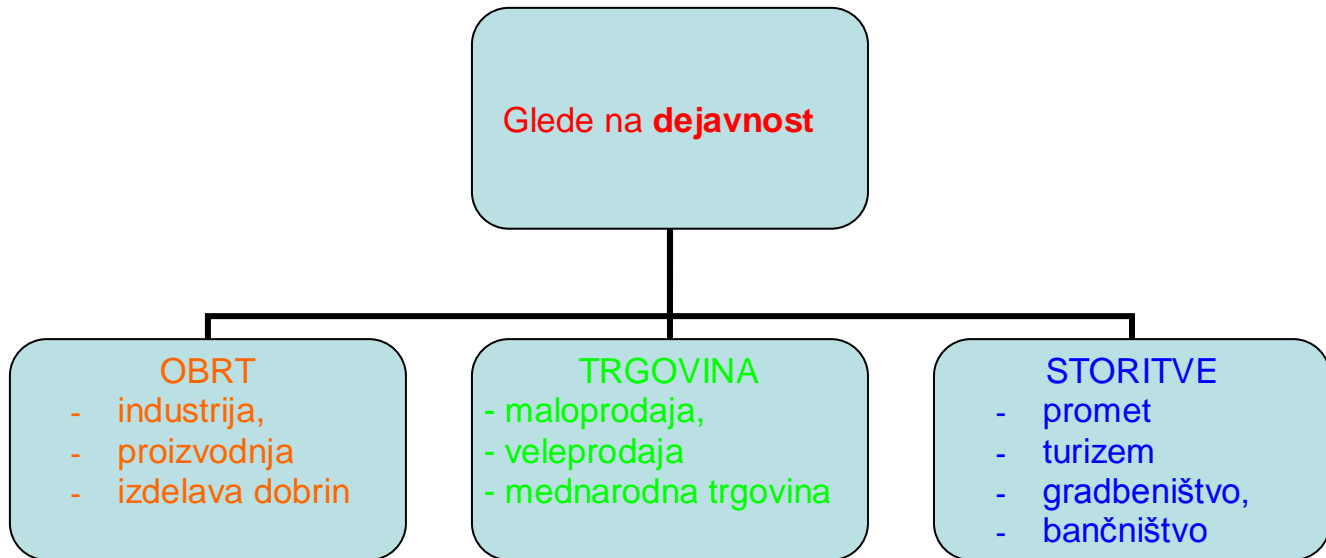 Glede na dejavnost
OBRT
- industrija,
- proizvodnja
- izdelava dobrin
TRGOVINA
- maloprodaja,
- veleprodaja
- mednarodna trgovina
STORITVE
- promet
- turizem
- gradbeništvo,
- bančništvo